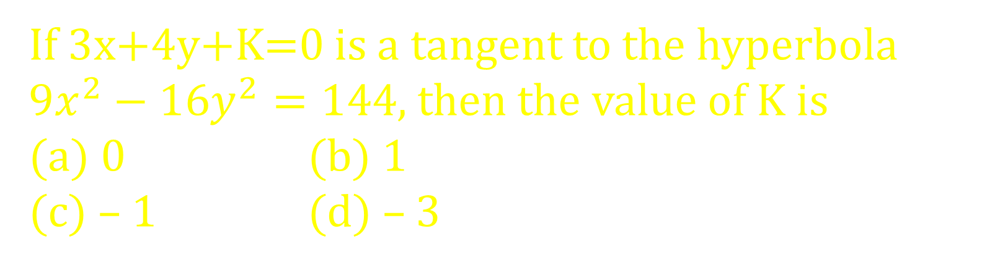 If 3x+4y+K=0 is a tangent to the hyperbola
9x² − 16y² = 144, then the value of K is
(a) 0 (b) 1
(c) – 1 (d) – 3